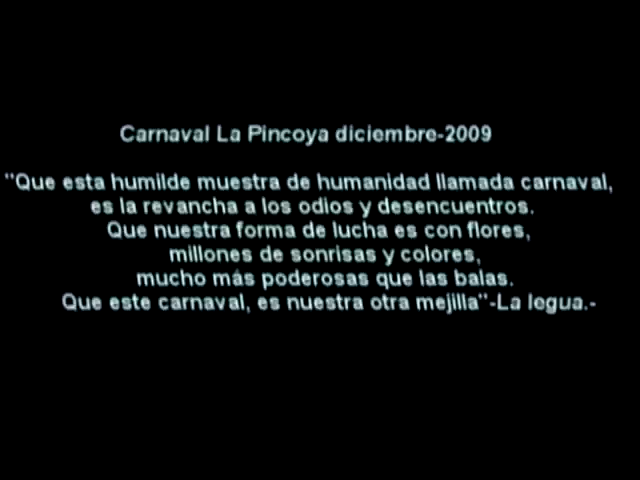 Carnaval La Pincoya diciembre-2009
"Que esta humilde muestra de humanidad llamada carnaval,
es la revancha a los odios y desencuentros.
Que nuestra forma de lucha es con flores,
millones de sonrisas y colores,
mucho más poderosas que las balas.
Que este carnaval, es nuestra otra mejilla"-La legua.-